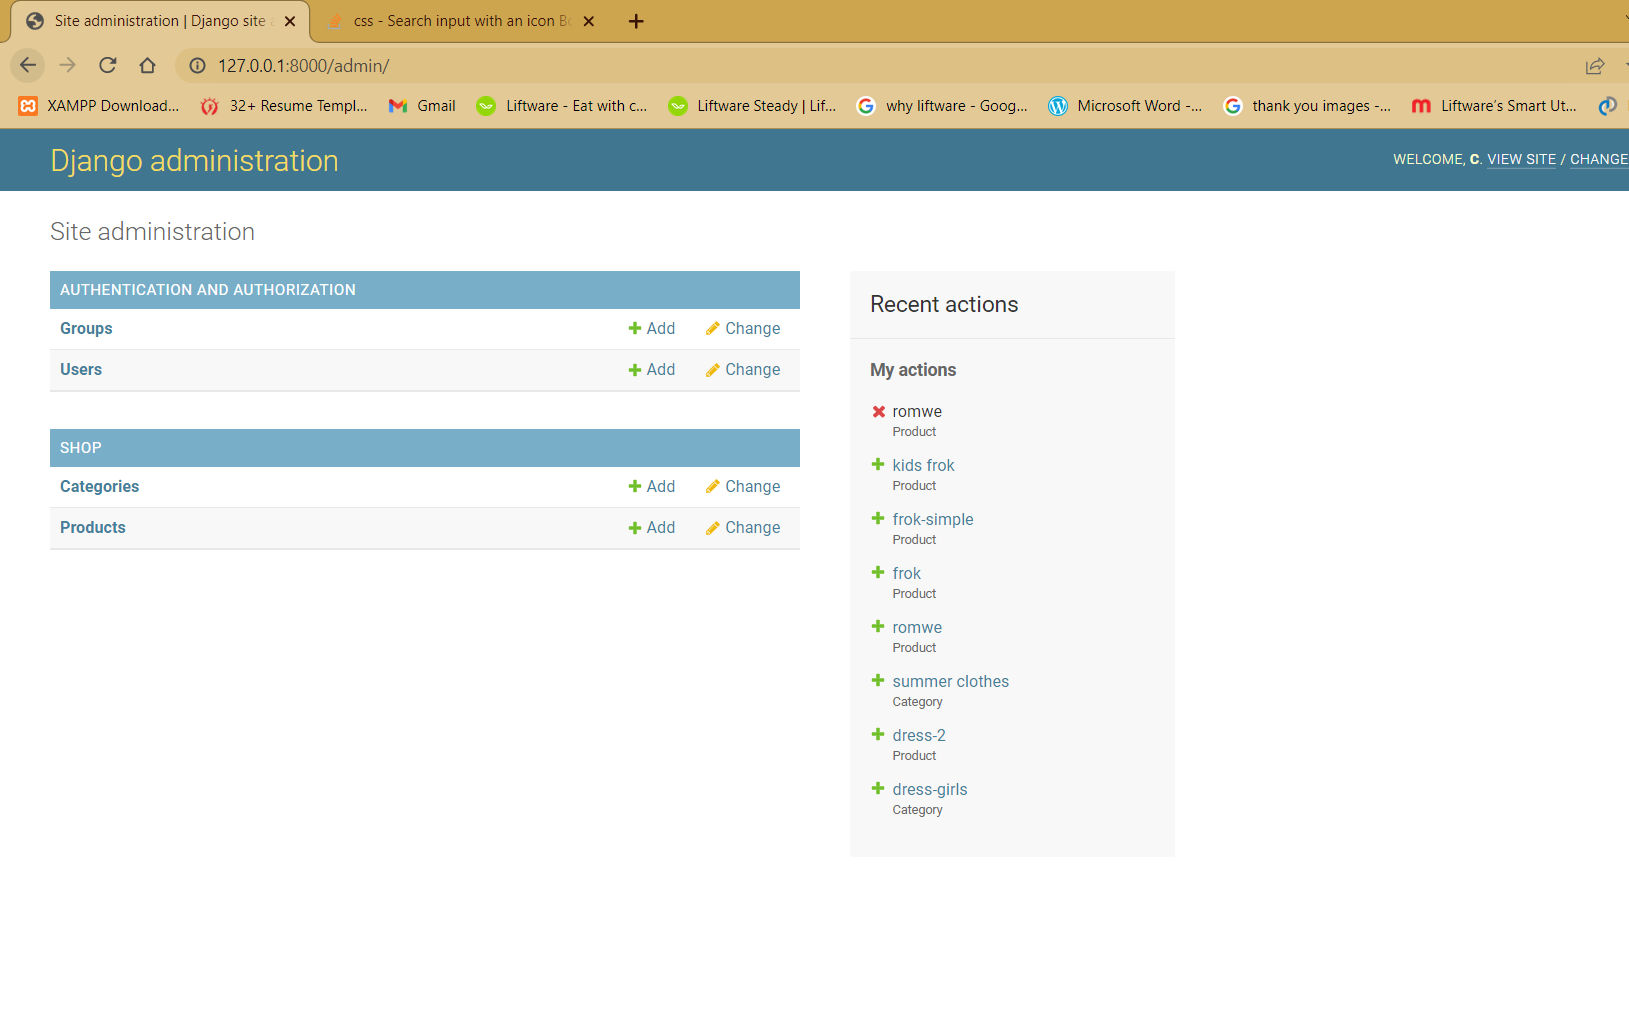 Site administration | Django site a
css - Search input with an icon Bo
127.0.0.1:8000/admin/
XAMPP Download...
32+ Resume Templ...
Gmail
Liftware - Eat with c...
Liftware Steady | Lif...
why liftware - Goog...
Microsoft Word -...
thank you images -...
Liftware's Smart Ut...
Django administration
WELCOME, C. VIEW SITE / CHANGE
Site administration
AUTHENTICATION AND AUTHORIZATION
Groups Add Change
Users Add Change
SHOP
Categories Add Change
Products Add Change
Recent actions
My actions
romwe
Product
kids frok
Product
frok-simple
Product
frok
Product
romwe
Product
summer clothes
Category
dress-2
Product
dress-girls
Category